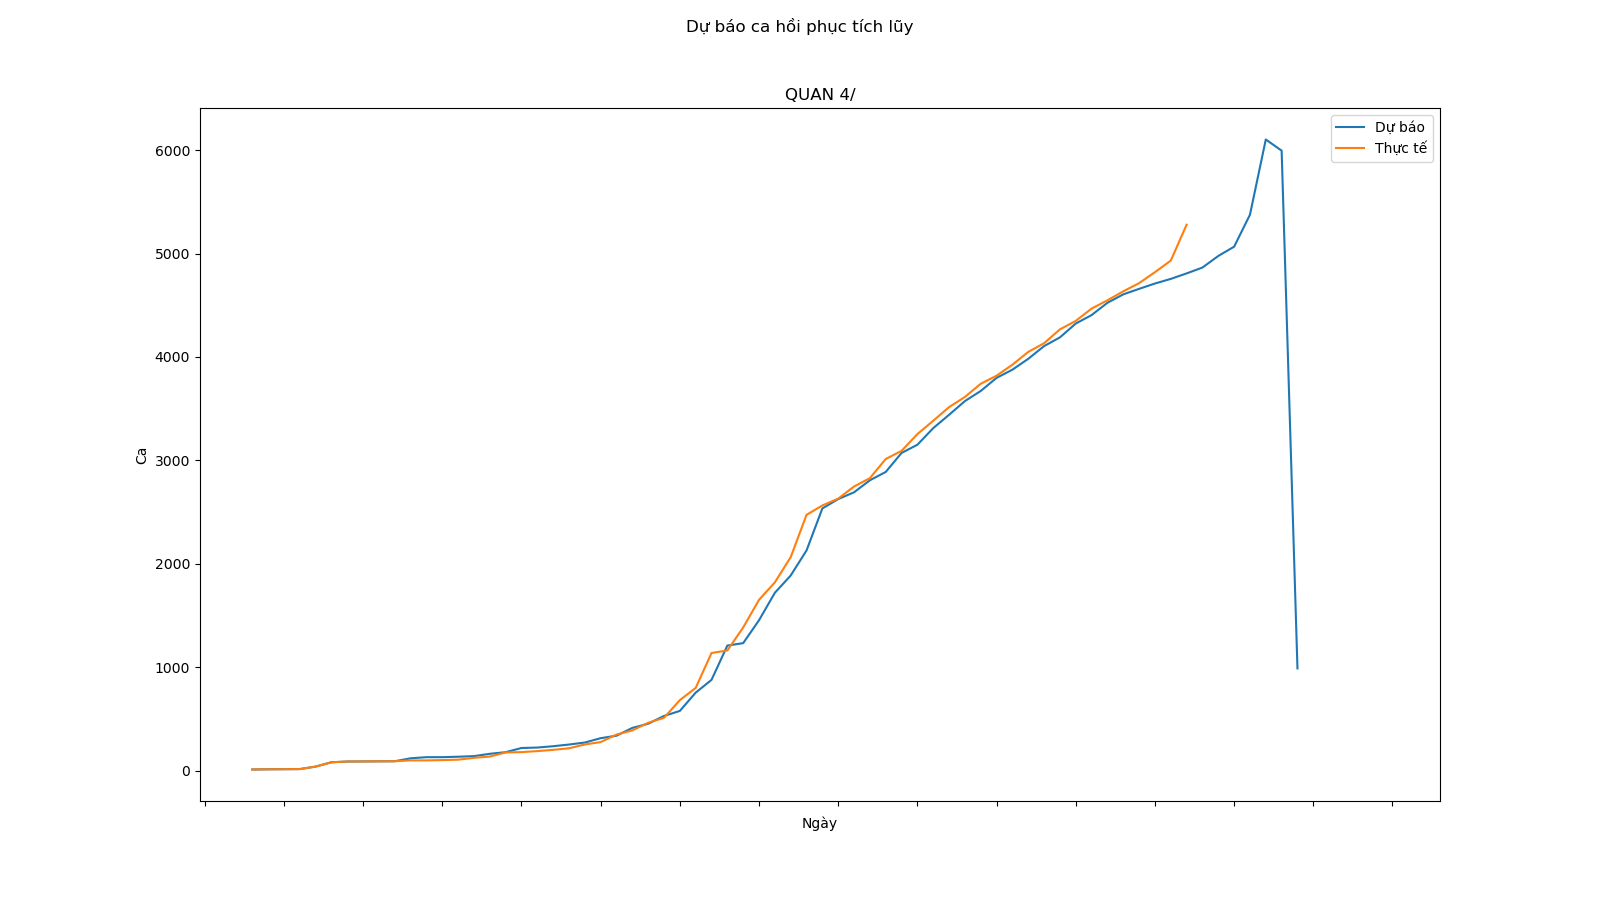 Dự báo ca hồi phục tích lũy
QUAN 4/
Dự báo
Thực tế
6000
5000
4000
3000
2000
1000
0
Ca
Ngày